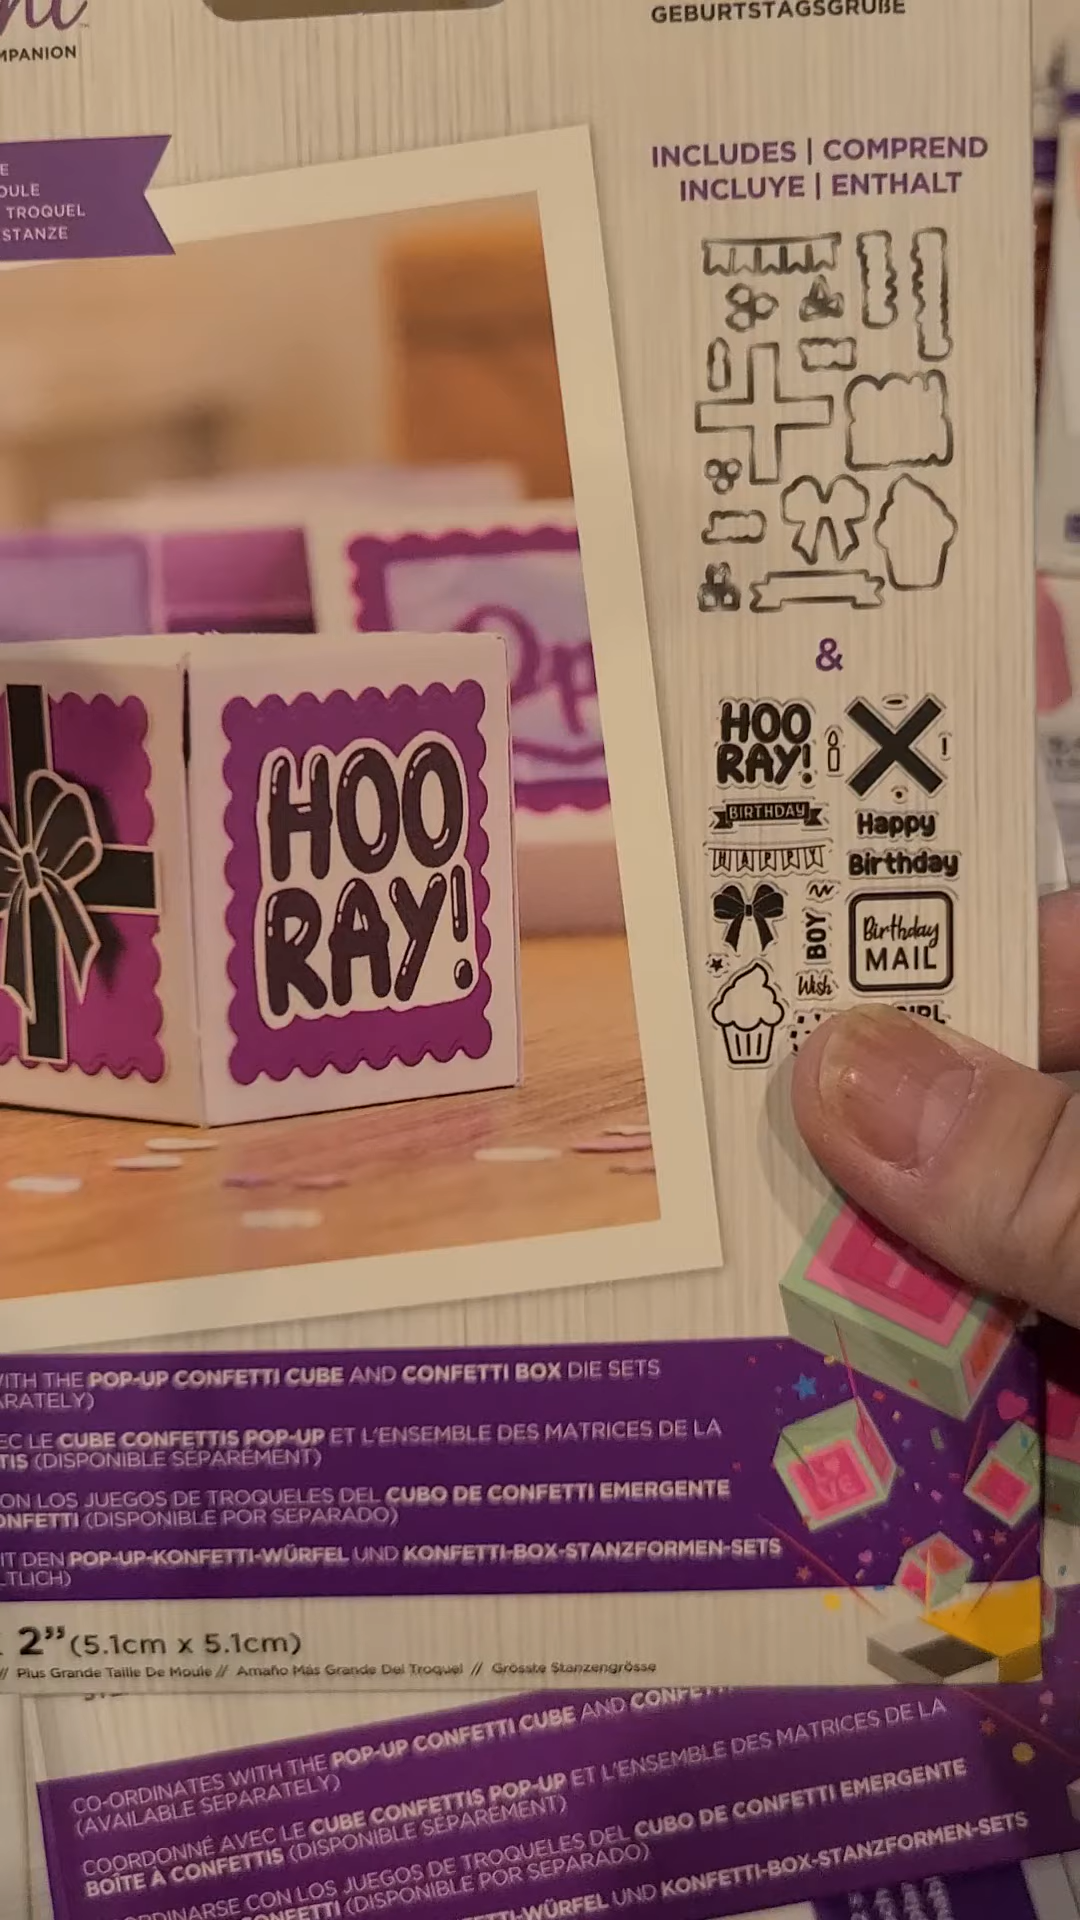 MPANION
GEBURTSTAGSGRÜßE
E
OULE
TROQUEL
STANZE
INCLUDES | COMPREND
INCLUYE | ENTHALT
&
HOO
RAY!
HOO
RAY!
BIRTHDAY
HAPPY
Happy
Birthday
BOY
Wish
Birthday
MAIL
ITH THE POP-UP CONFETTI CUBE AND CONFETTI BOX DIE SETS
ARATELY)
EC LE CUBE CONFETTIS POP-UP ET L'ENSEMBLE DES MATRICES DE LA
TIS (DISPONIBLE SÉPARÉMENT)
ON LOS JUEGOS DE TROQUELES DEL CUBO DE CONFETTI EMERGENTE
ONFETTI (DISPONIBLE POR SEPARADO)
IT DEN POP-UP-KONFETTI-WÜRFEL UND KONFETTI-BOX-STANZFORMEN-SETS
LTLICH)
2” (5.1cm x 5.1cm)
// Plus Grande Taille De Moule // Amaño Más Grande Del Troquel // Grösste Stanzengrösse
CO-ORDINATES WITH THE POP-UP CONFETTI CUBE AND CONFETTI
(AVAILABLE SEPARATELY)
COORDONNÉ AVEC LE CUBE CONFETTIS POP-UP ET L'ENSEMBLE DES MATRICES DE LA
BOÎTE À CONFETTIS (DISPONIBLE SÉPARÉMENT)
ORDINARSE CON LOS JUEGOS DE TROQUELES DEL CUBO DE CONFETTI EMERGENTE
CONFETTI (DISPONIBLE POR SEPARADO)
ETTI-WÜRFEL UND KONFETTI-BOX-STANZFORMEN-SETS